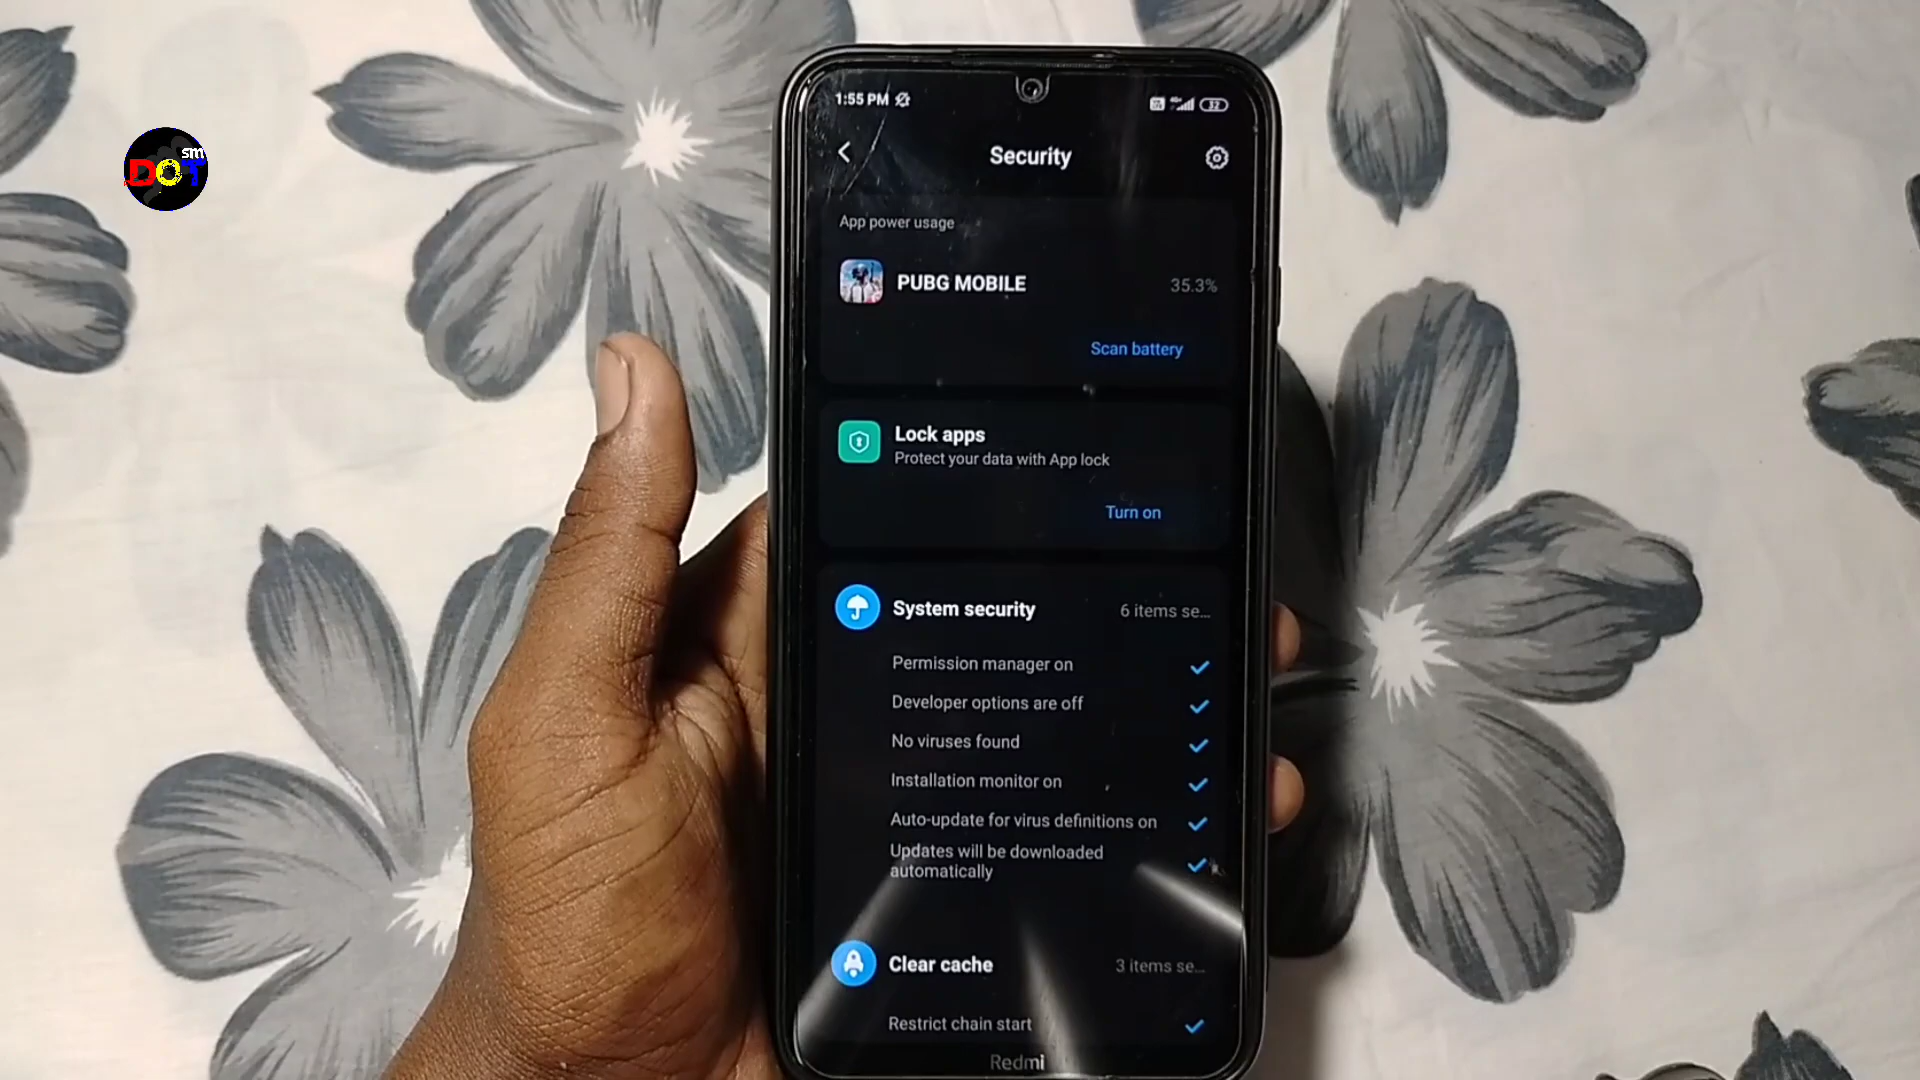 sm
DOT
1:55 PM
32
Security
App power usage
PUBG MOBILE 35.3%
Scan battery
Lock apps
Protect your data with App lock
Turn on
System security 6 items se...
Permission manager on
Developer options are off
No viruses found
Installation monitor on
Auto-update for virus definitions on
Updates will be downloaded
automatically
Clear cache 3 items se...
Restrict chain start
Redmi